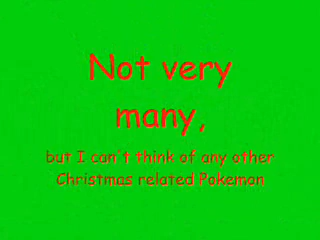 Not very
many,
but I can't think of any other
Christmas related Pokemon